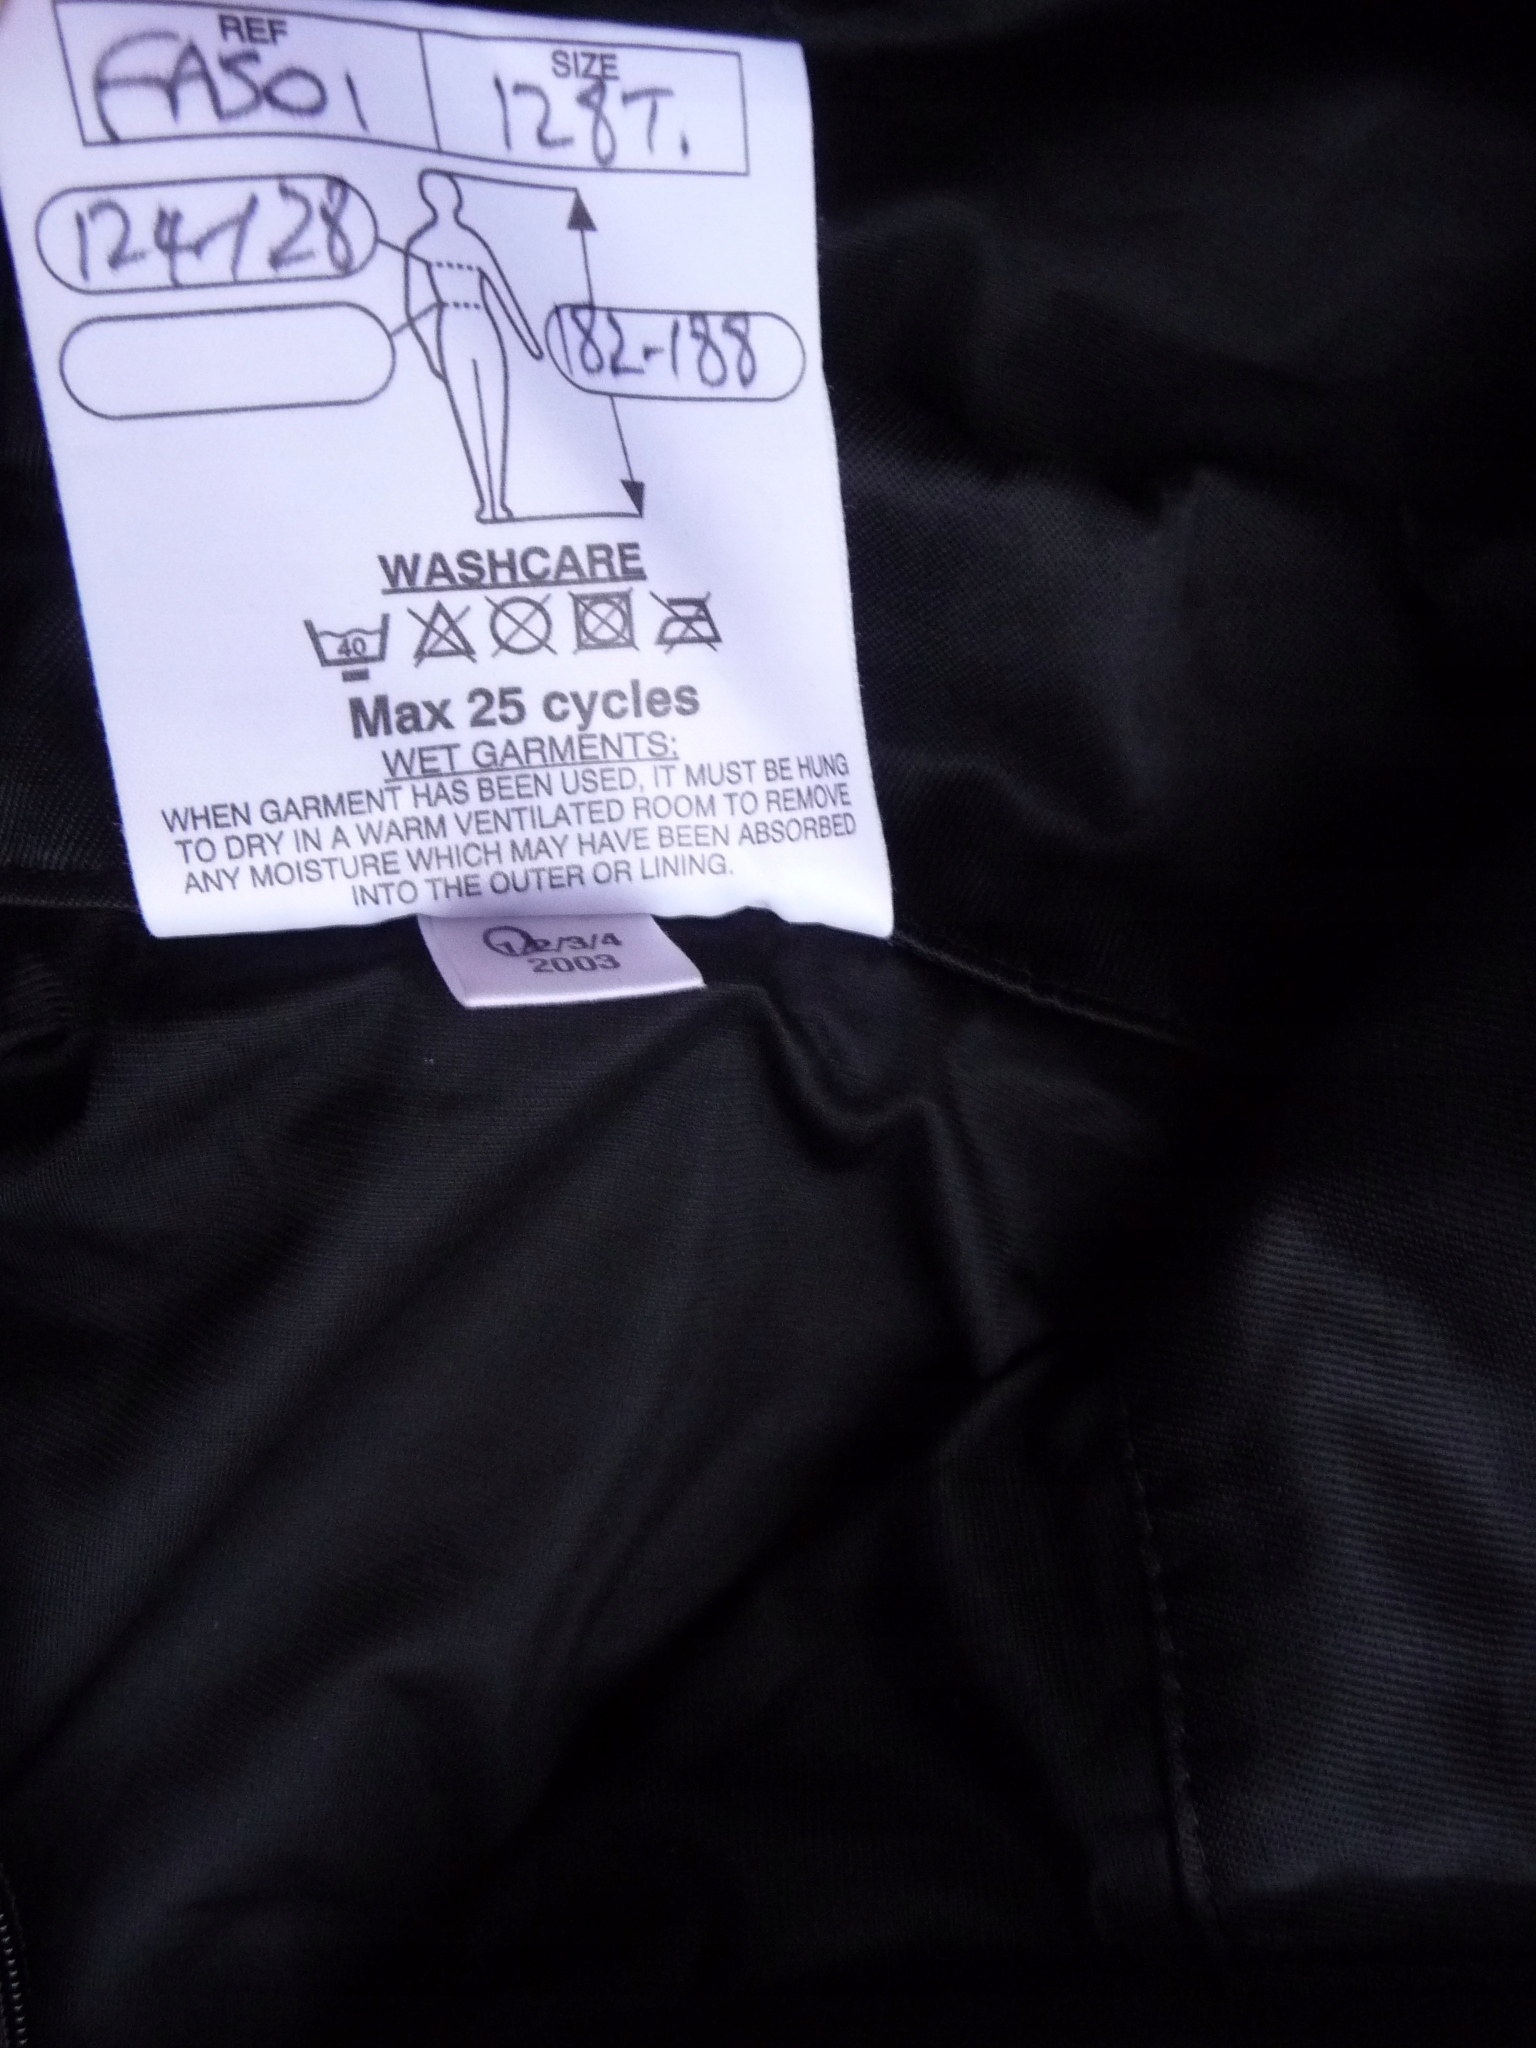 REF
SIZE
FAS01
128T.
124-128
182-188
WASHCARE
40
Max 25 cycles
WET GARMENTS:
WHEN GARMENT HAS BEEN USED, IT MUST BE HUNG
TO DRY IN A WARM VENTILATED ROOM TO REMOVE
ANY MOISTURE WHICH MAY HAVE BEEN ABSORBED
INTO THE OUTER OR LINING.
1/2/3/4
2003